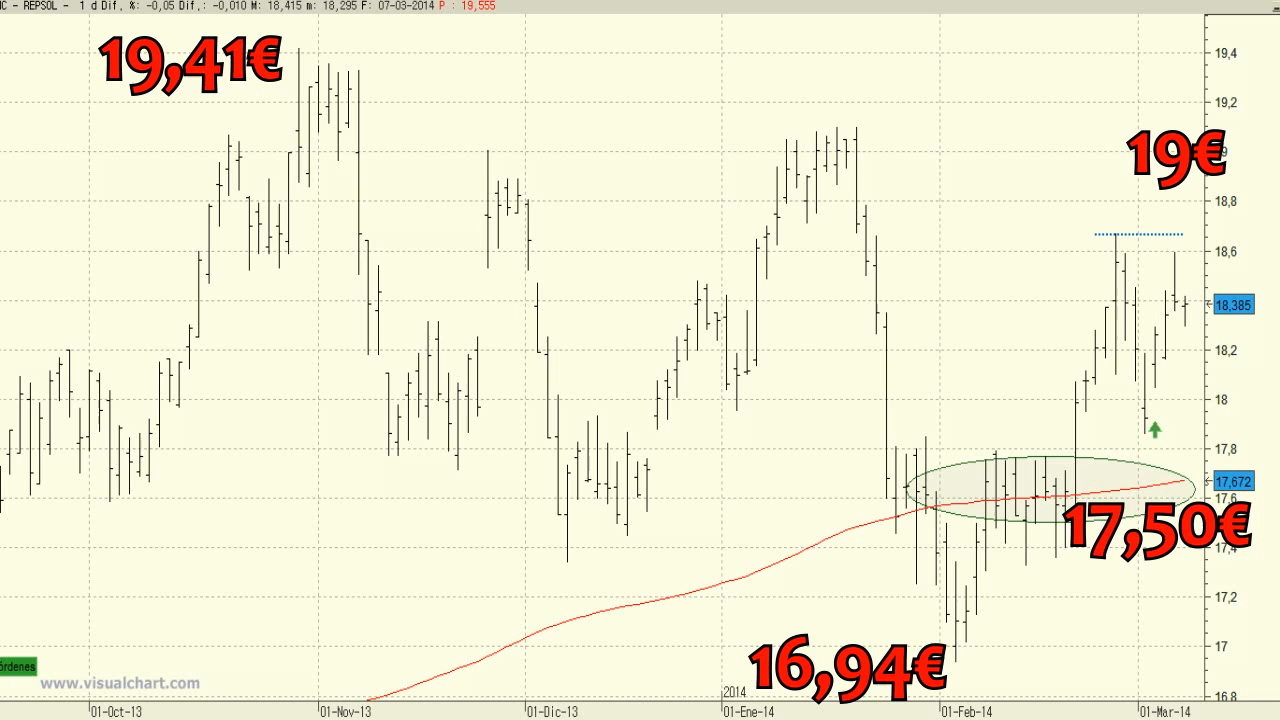 C - REPSOL - 1 d Dif. %: -0,05 Dif.: -0,010 M: 18,415 m: 18,295 F: 07-03-2014 P : 19,555
19,41€
19,4
19,2
19€
18,8
18,6
18,385
18,2
18
17,8
17,672
17,6
17,50€
17,4
17,2
17
16,94€
16,8
órdenes
www.visualchart.com
2014
01-Oct-13
01-Nov-13
01-Dic-13
01-Ene-14
01-Feb-14
01-Mar-14